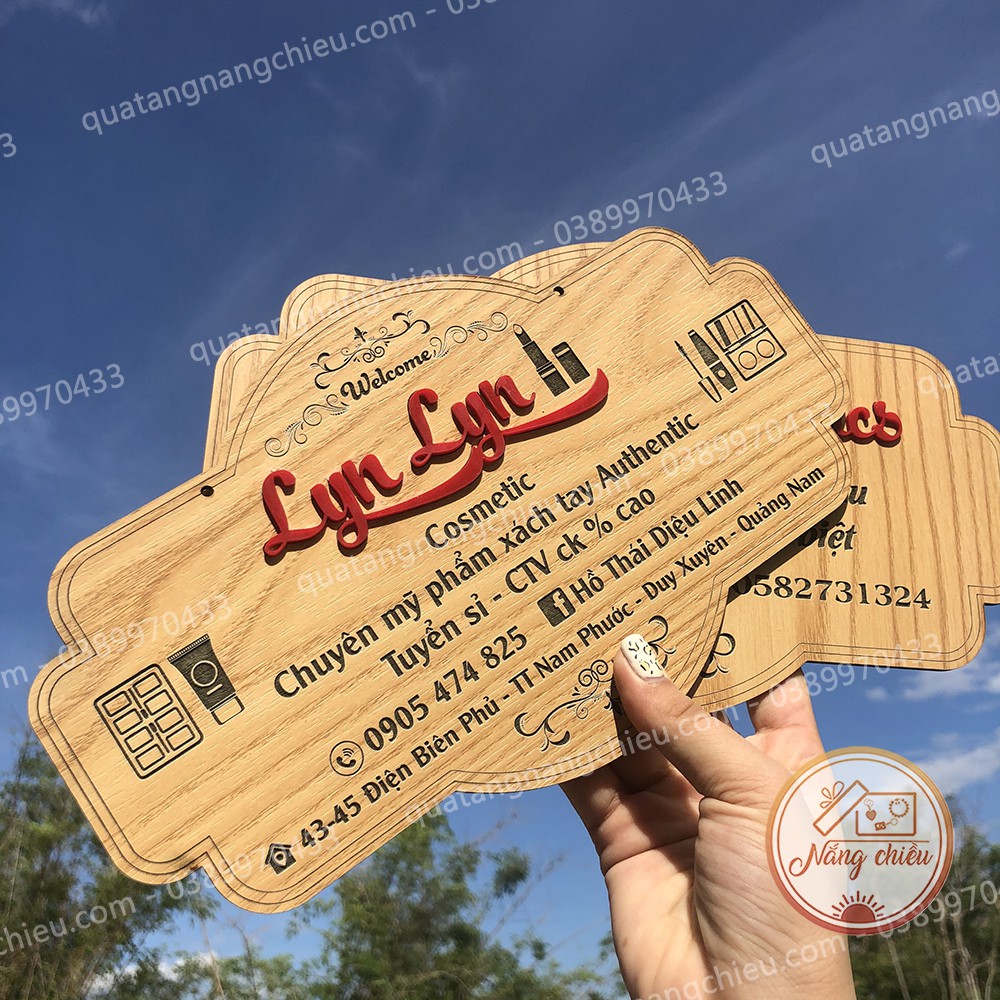 Welcome
Lyn Lyn
Cosmetic
Chuyên mỹ phẩm xách tay Authentic
Tuyển sỉ - CTV ck % cao
0905 474 825 Hồ Thái Diệu Linh
43-45 Điện Biên Phủ - TT Nam Phước - Duy Xuyên - Quảng Nam
0582731324
Nắng chiều
quatangnangchieu.com - 0389970433